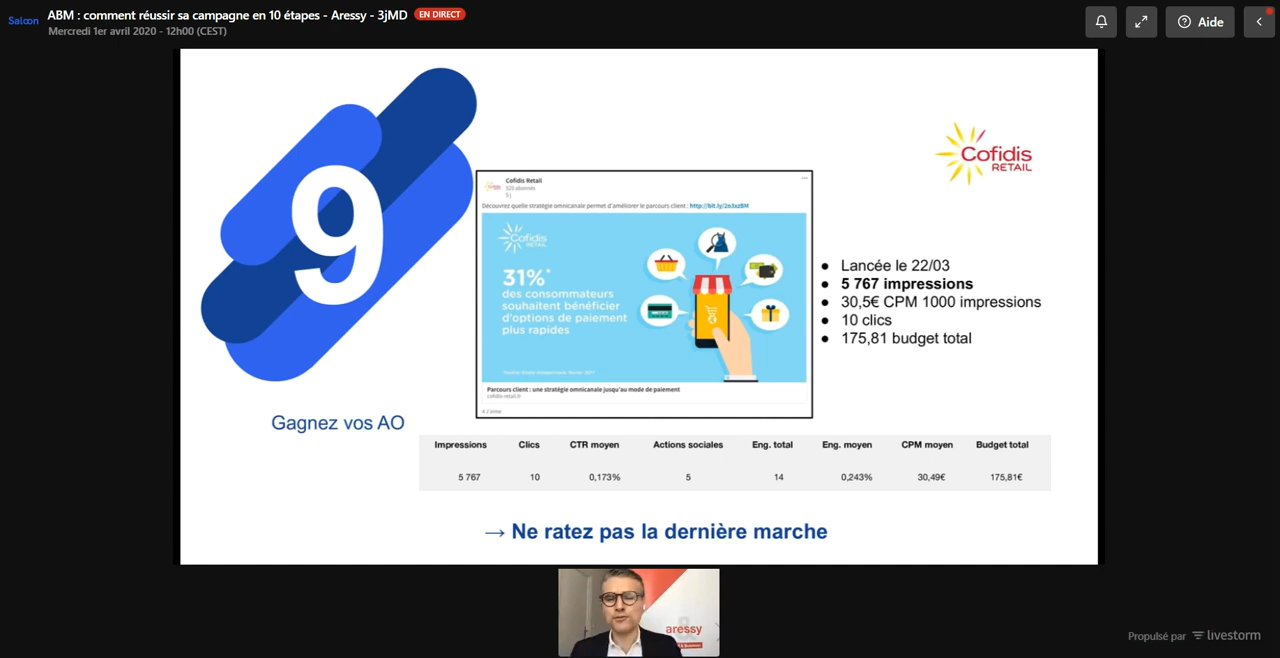 Saloon
ABM : comment réussir sa campagne en 10 étapes - Aressy - 3jMD
EN DIRECT
Mercredi 1er avril 2020 - 12h00 (CEST)
Aide
9
Gagnez vos AO
Cofidis Retail
520 abonnés
5 j
Découvrez quelle stratégie omnicanale permet d'améliorer le parcours client :
Cofidis
RETAIL
31%*
des consommateurs
souhaitent bénéficier
d'options de paiement
plus rapides
Parcours client : une stratégie omnicanale jusqu'au mode de paiement
cofidis-retail.fr
4 J'aime
Cofidis
RETAIL
● Lancée le 22/03
● 5 767 impressions
● 30,5€ CPM 1000 impressions
● 10 clics
● 175,81 budget total
Impressions Clics CTR moyen Actions sociales Eng. total Eng. moyen CPM moyen Budget total
5 767 10 0,173% 5 14 0,243% 30,49€ 175,81€
→ Ne ratez pas la dernière marche
aressy
Propulsé par livestorm